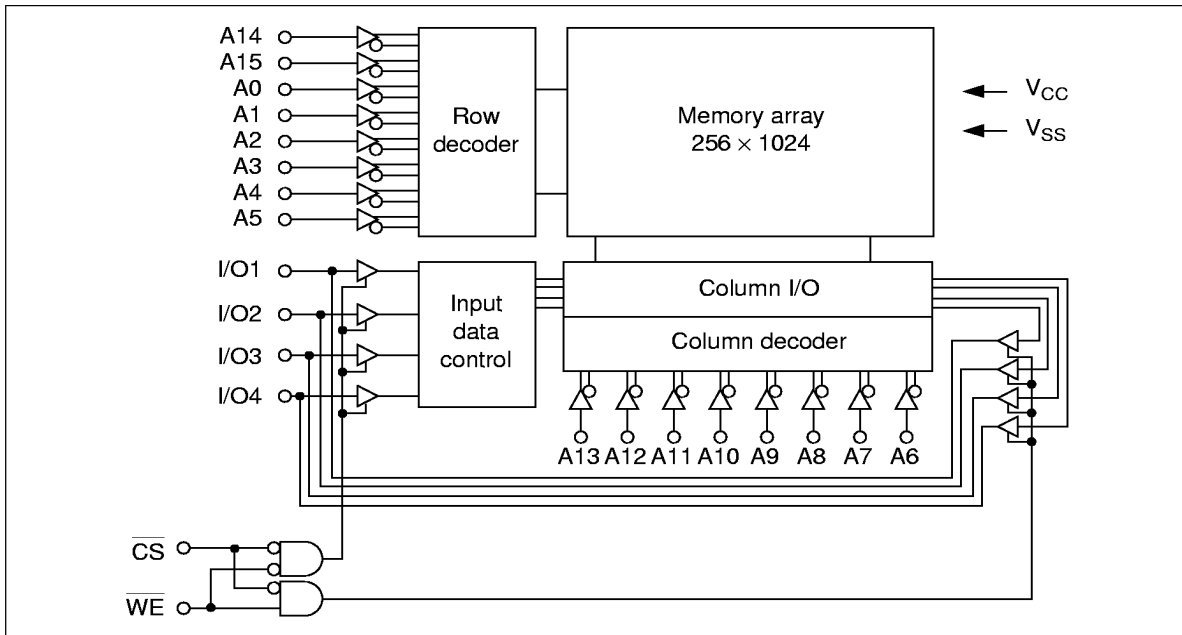 A14
A15
A0
A1
A2
A3
A4
A5
Row
decoder
Memory array
256 × 1024
VCC
VSS
I/O1
I/O2
I/O3
I/O4
Input
data
control
Column I/O
Column decoder
A13 A12 A11 A10 A9 A8 A7 A6
CS
WE